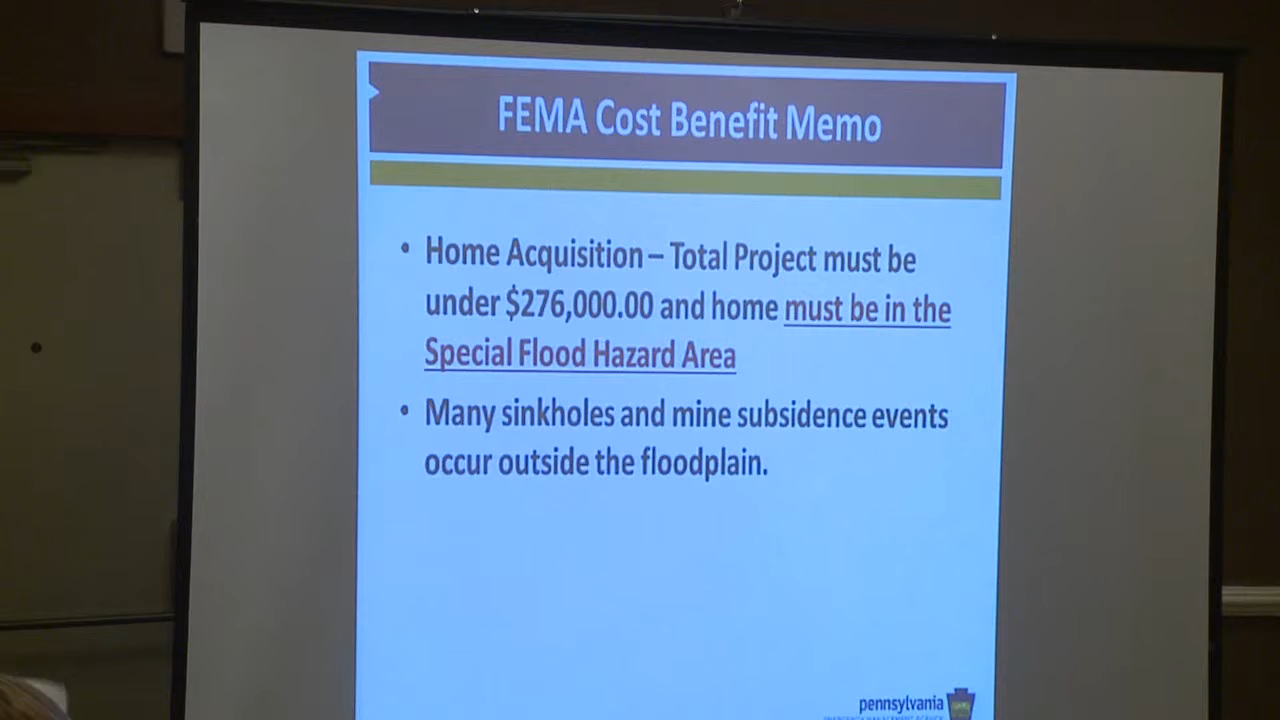 FEMA Cost Benefit Memo
• Home Acquisition – Total Project must be
under $276,000.00 and home must be in the
Special Flood Hazard Area
• Many sinkholes and mine subsidence events
occur outside the floodplain.
pennsylvania